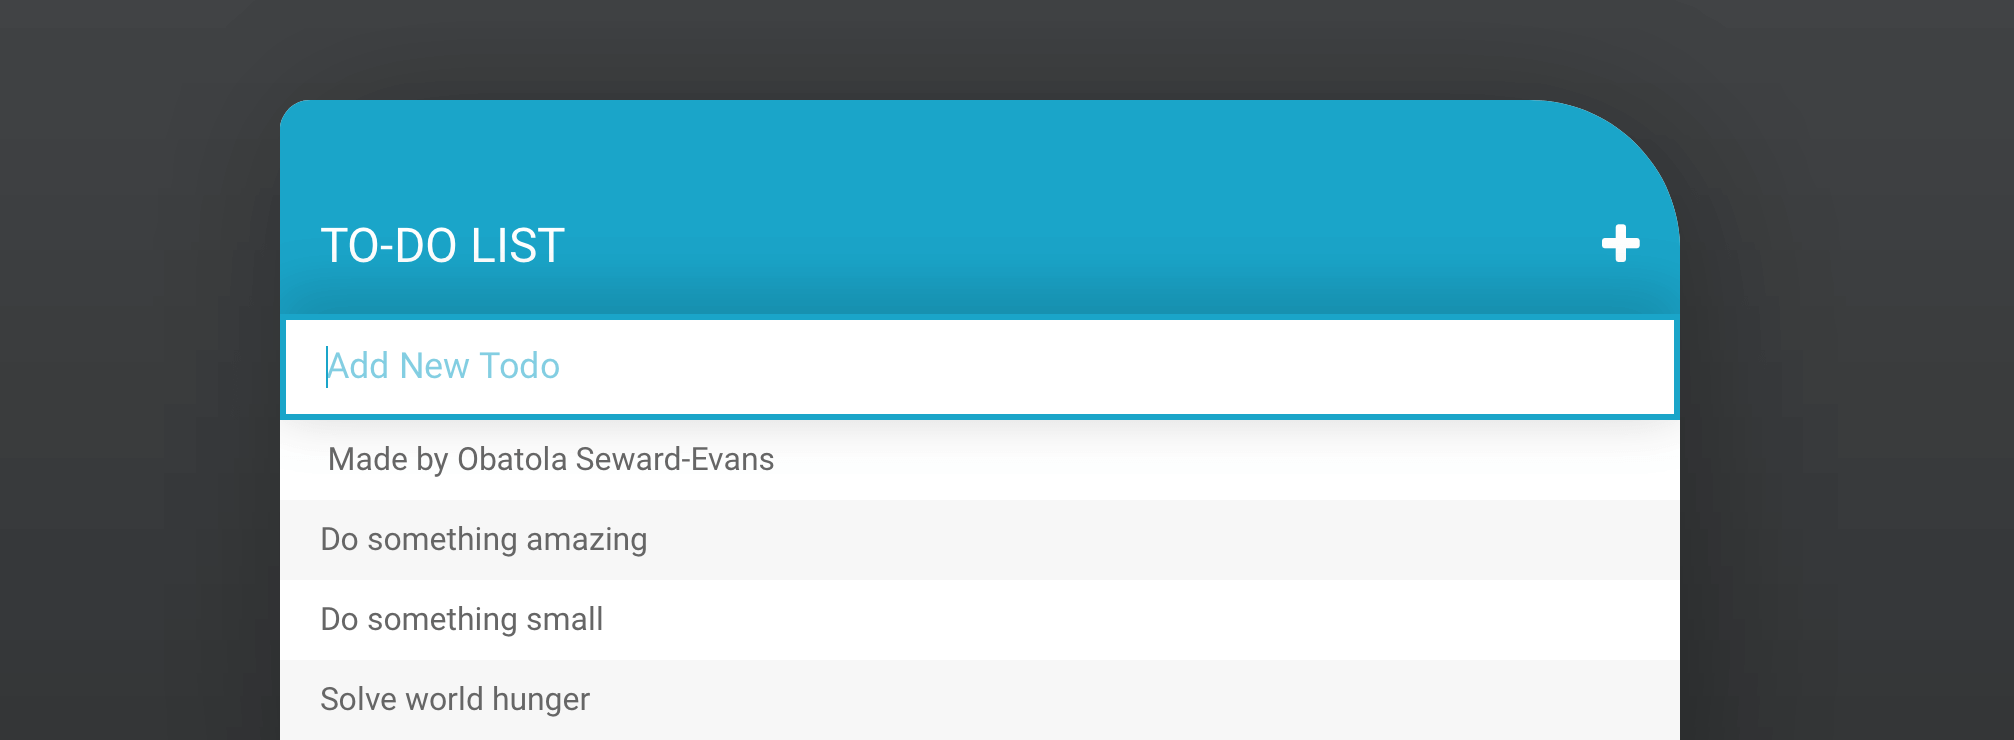 TO-DO LIST
Add New Todo
Made by Obatola Seward-Evans
Do something amazing
Do something small
Solve world hunger